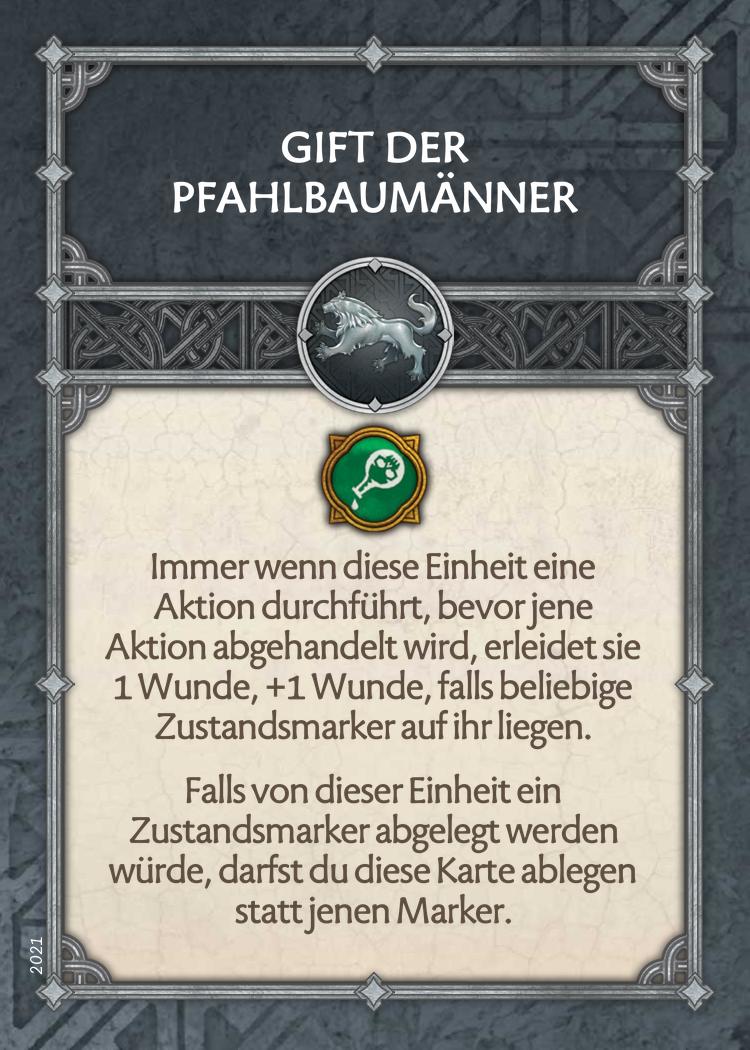 GIFT DER
PFAHLBAUMÄNNER
Immer wenn diese Einheit eine
Aktion durchführt, bevor jene
Aktion abgehandelt wird, erleidet sie
1 Wunde, +1 Wunde, falls beliebige
Zustandsmarker auf ihr liegen.
Falls von dieser Einheit ein
Zustandsmarker abgelegt werden
würde, darfst du diese Karte ablegen
statt jenen Marker.
2021